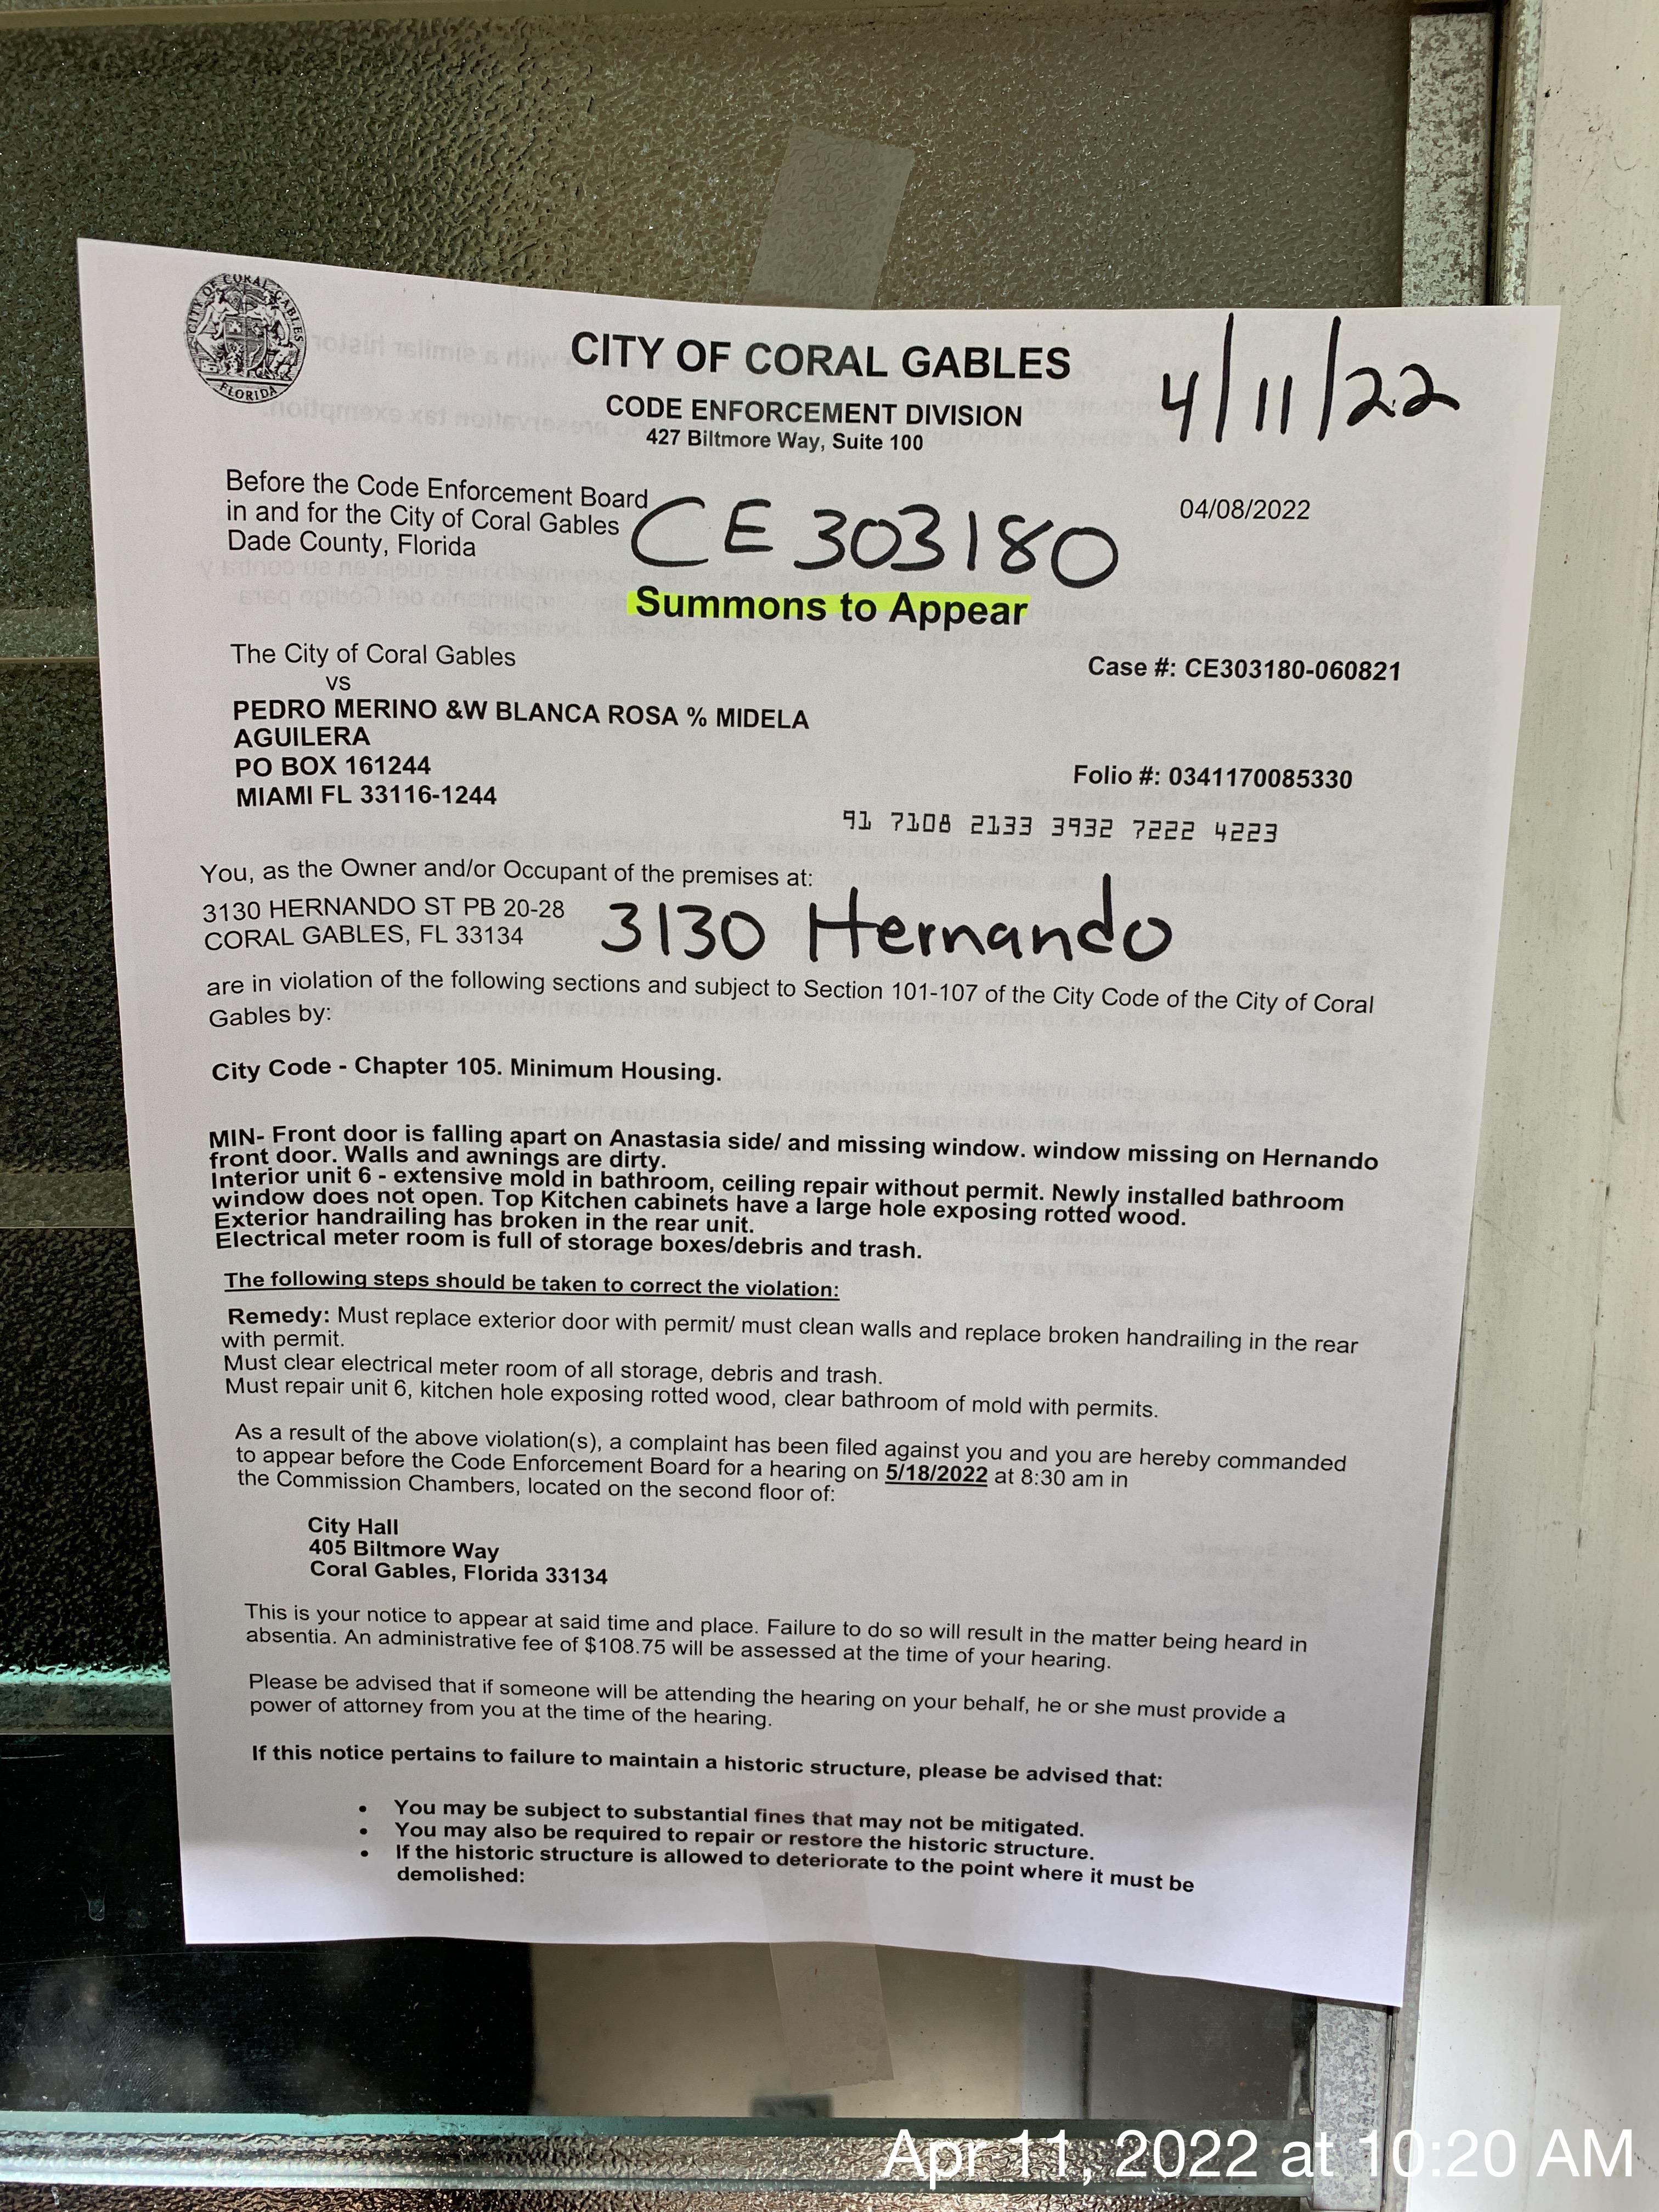 CITY OF CORAL GABLES
FLORIDA
CITY OF CORAL GABLES
4/11/22
CODE ENFORCEMENT DIVISION
427 Biltmore Way, Suite 100
Before the Code Enforcement Board
in and for the City of Coral Gables
Dade County, Florida
CE 303180
04/08/2022
Summons to Appear
The City of Coral Gables
vs
Case #: CE303180-060821
PEDRO MERINO &W BLANCA ROSA % MIDELA
AGUILERA
PO BOX 161244
MIAMI FL 33116-1244
Folio #: 0341170085330
91 7108 2133 3932 7222 4223
You, as the Owner and/or Occupant of the premises at:
3130 HERNANDO ST PB 20-28
CORAL GABLES, FL 33134
3130 Hernando
are in violation of the following sections and subject to Section 101-107 of the City Code of the City of Coral
Gables by:
City Code - Chapter 105. Minimum Housing.
MIN- Front door is falling apart on Anastasia side/ and missing window. window missing on Hernando
front door. Walls and awnings are dirty.
Interior unit 6 - extensive mold in bathroom, ceiling repair without permit. Newly installed bathroom
window does not open. Top Kitchen cabinets have a large hole exposing rotted wood.
Exterior handrailing has broken in the rear unit.
Electrical meter room is full of storage boxes/debris and trash.
The following steps should be taken to correct the violation:
Remedy: Must replace exterior door with permit/ must clean walls and replace broken handrailing in the rear
with permit.
Must clear electrical meter room of all storage, debris and trash.
Must repair unit 6, kitchen hole exposing rotted wood, clear bathroom of mold with permits.
As a result of the above violation(s), a complaint has been filed against you and you are hereby commanded
to appear before the Code Enforcement Board for a hearing on 5/18/2022 at 8:30 am in
the Commission Chambers, located on the second floor of:
City Hall
405 Biltmore Way
Coral Gables, Florida 33134
This is your notice to appear at said time and place. Failure to do so will result in the matter being heard in
absentia. An administrative fee of $108.75 will be assessed at the time of your hearing.
Please be advised that if someone will be attending the hearing on your behalf, he or she must provide a
power of attorney from you at the time of the hearing.
If this notice pertains to failure to maintain a historic structure, please be advised that:
• You may be subject to substantial fines that may not be mitigated.
• You may also be required to repair or restore the historic structure.
• If the historic structure is allowed to deteriorate to the point where it must be
demolished:
Apr 11, 2022 at 10:20 AM